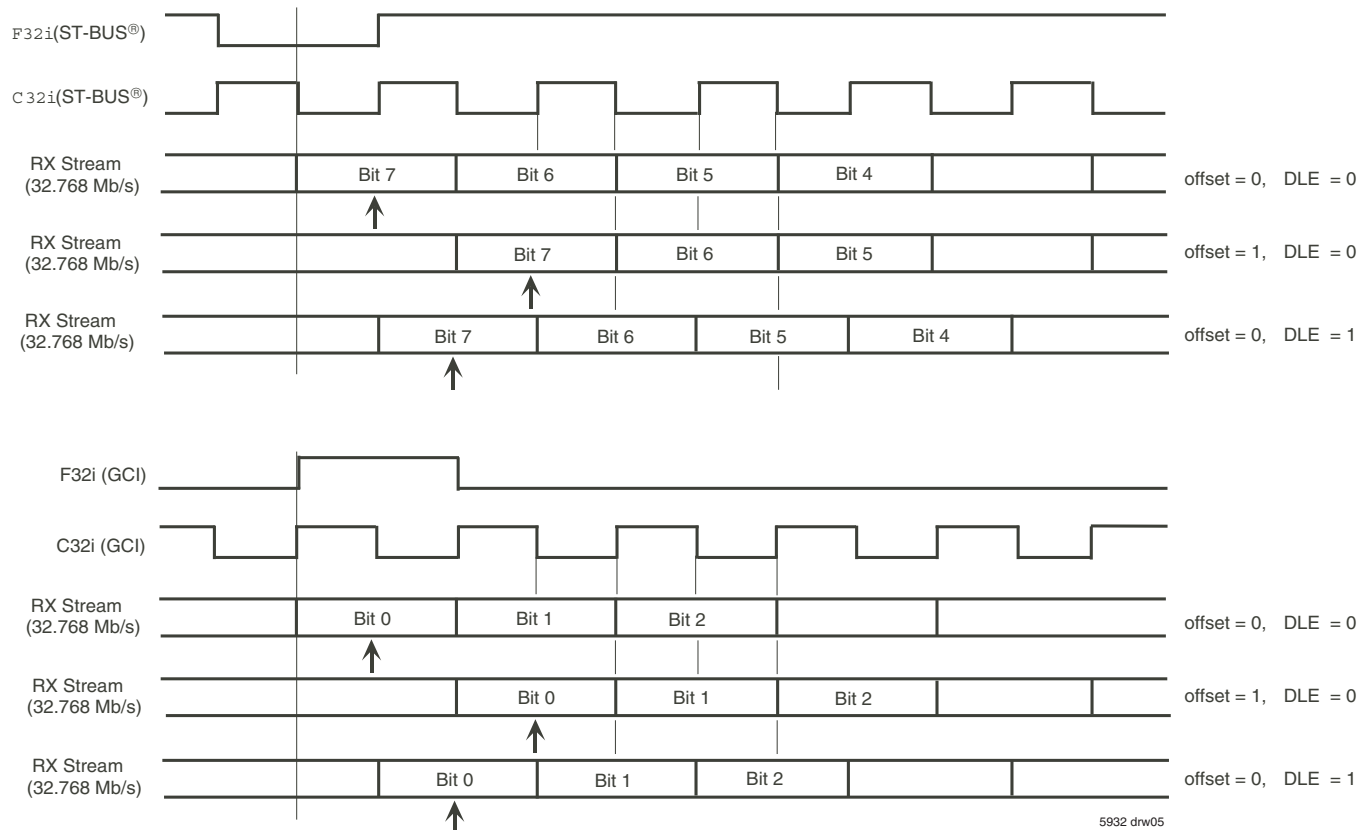 F32i(ST-BUS®)
C32i(ST-BUS®)
RX Stream
(32.768 Mb/s)
Bit 7 Bit 6 Bit 5 Bit 4
offset = 0, DLE = 0
RX Stream
(32.768 Mb/s)
Bit 7 Bit 6 Bit 5
offset = 1, DLE = 0
RX Stream
(32.768 Mb/s)
Bit 7 Bit 6 Bit 5 Bit 4
offset = 0, DLE = 1
F32i (GCI)
C32i (GCI)
RX Stream
(32.768 Mb/s)
Bit 0 Bit 1 Bit 2
offset = 0, DLE = 0
RX Stream
(32.768 Mb/s)
Bit 0 Bit 1 Bit 2
offset = 1, DLE = 0
RX Stream
(32.768 Mb/s)
Bit 0 Bit 1 Bit 2
offset = 0, DLE = 1
5932 drw05